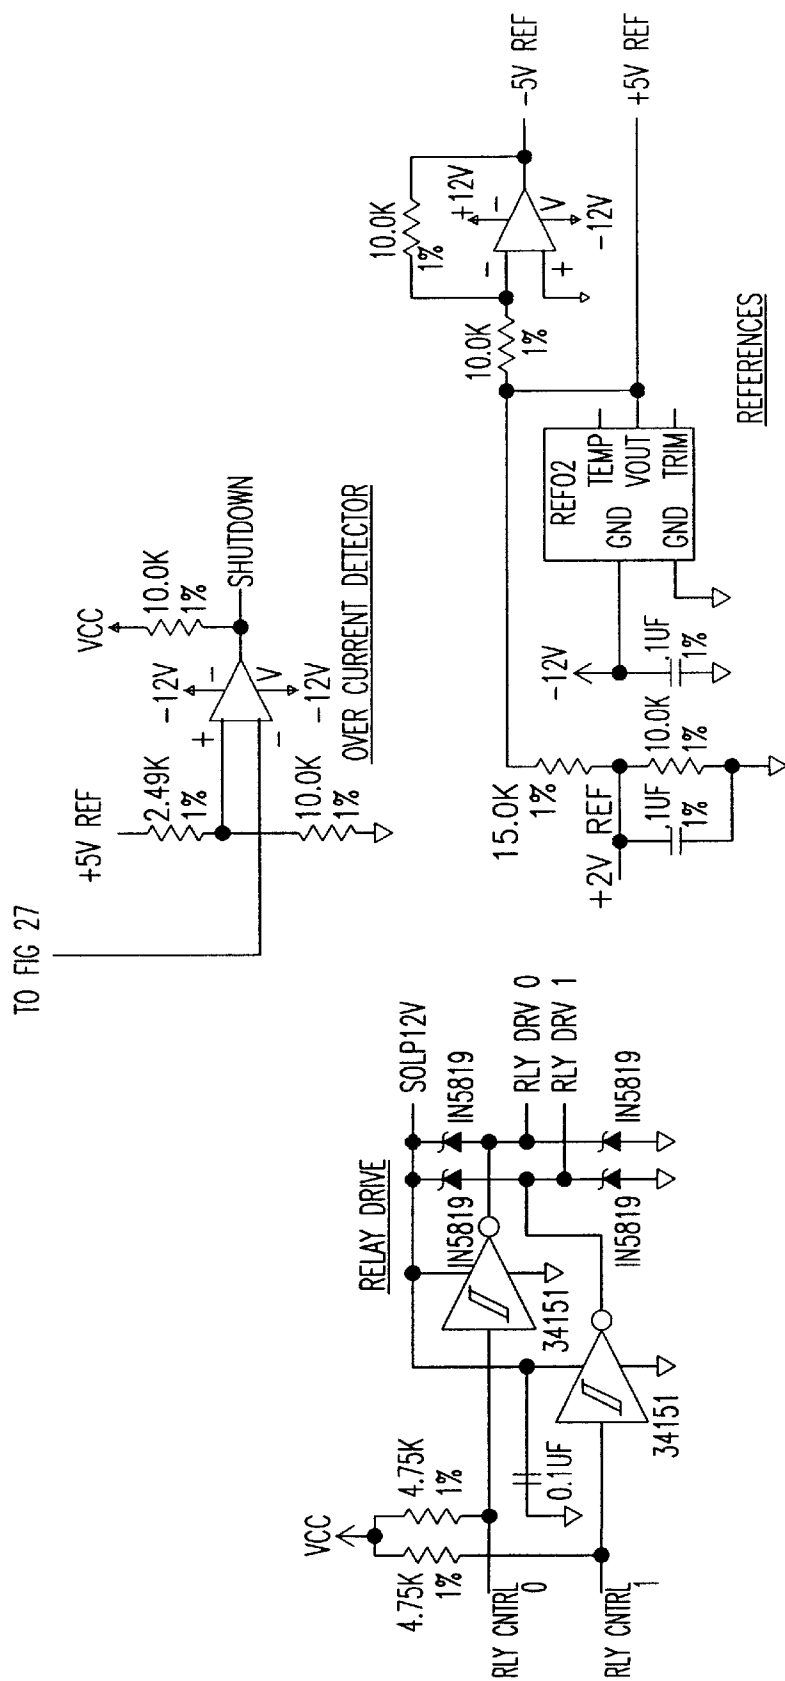 TO FIG 27
+5V REF
2.49K
1%
10.0K
1%
+
−
-12V
−
V
-12V
VCC
10.0K
1%
SHUTDOWN
OVER CURRENT DETECTOR
VCC
4.75K
1%
4.75K
1%
RLY CNTRL
0
RLY CNTRL
1
0.1UF
34151
34151
RELAY DRIVE
IN5819
IN5819
IN5819
IN5819
SOLP12V
RLY DRV 0
RLY DRV 1
+2V REF
15.0K
1%
.1UF
1%
10.0K
1%
-12V
.1UF
1%
REF02
GND
GND
TEMP
VOUT
TRIM
10.0K
1%
10.0K
1%
−
+
+12V
−
V
-12V
-5V REF
+5V REF
REFERENCES